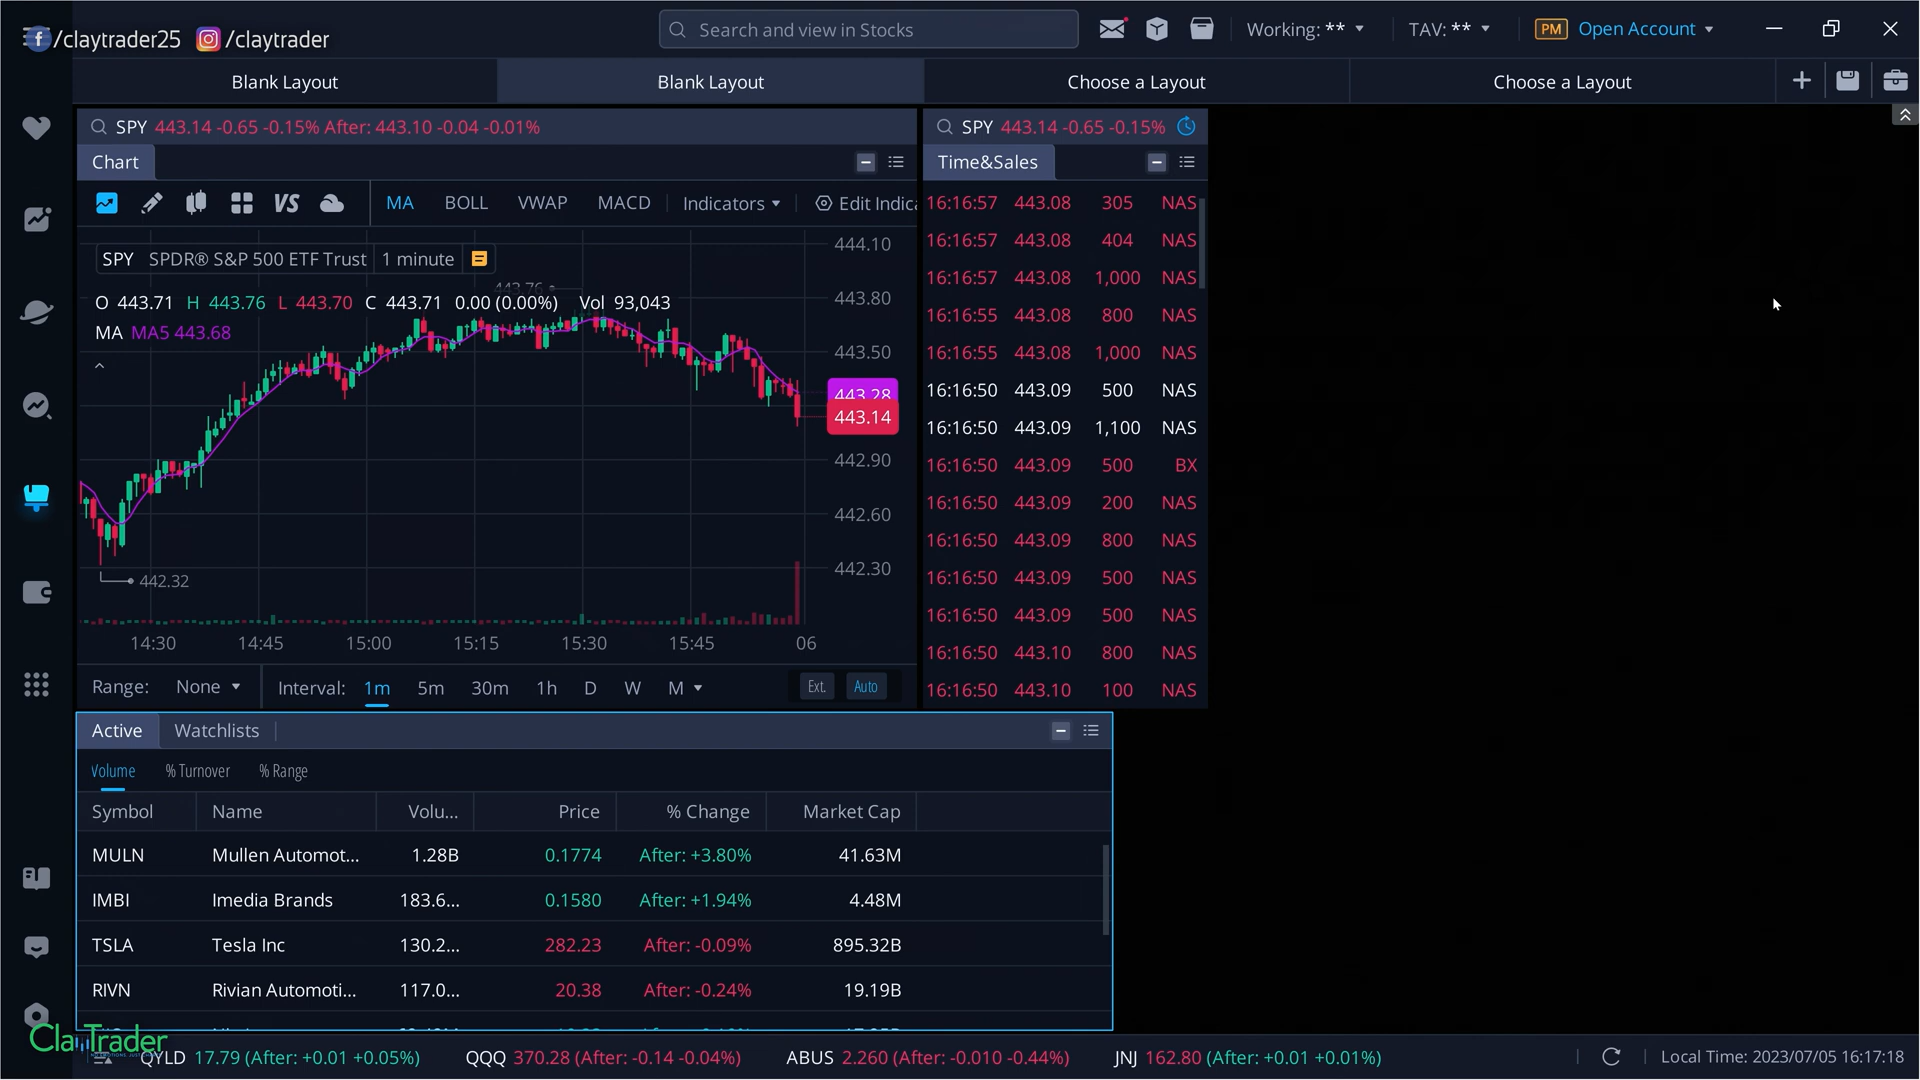 /claytrader25 /claytrader
Search and view in Stocks
Working: ** TAV: ** PM Open Account
Blank Layout Blank Layout Choose a Layout Choose a Layout
SPY 443.14 -0.65 -0.15% After: 443.10 -0.04 -0.01%
Chart
MA BOLL VWAP MACD Indicators Edit Indica
VS
SPY SPDR® S&P 500 ETF Trust 1 minute
443.76
O 443.71 H 443.76 L 443.70 C 443.71 0.00 (0.00%) Vol 93,043
MA MA5 443.68
444.10
443.80
443.50
443.28
443.14
442.90
442.60
442.30
442.32
14:30 14:45 15:00 15:15 15:30 15:45 06
Range: None Interval: 1m 5m 30m 1h D W M Ext. Auto
SPY 443.14 -0.65 -0.15%
Time&Sales
16:16:57 443.08 305 NAS
16:16:57 443.08 404 NAS
16:16:57 443.08 1,000 NAS
16:16:55 443.08 800 NAS
16:16:55 443.08 1,000 NAS
16:16:50 443.09 500 NAS
16:16:50 443.09 1,100 NAS
16:16:50 443.09 500 BX
16:16:50 443.09 200 NAS
16:16:50 443.09 800 NAS
16:16:50 443.09 500 NAS
16:16:50 443.09 500 NAS
16:16:50 443.10 800 NAS
16:16:50 443.10 100 NAS
Active Watchlists
Volume % Turnover % Range
Symbol Name Volu... Price % Change Market Cap
MULN Mullen Automot... 1.28B 0.1774 After: +3.80% 41.63M
IMBI Imedia Brands 183.6... 0.1580 After: +1.94% 4.48M
TSLA Tesla Inc 130.2... 282.23 After: -0.09% 895.32B
RIVN Rivian Automoti... 117.0... 20.38 After: -0.24% 19.19B
ClayTrader
QYLD 17.79 (After: +0.01 +0.05%) QQQ 370.28 (After: -0.14 -0.04%) ABUS 2.260 (After: -0.010 -0.44%) JNJ 162.80 (After: +0.01 +0.01%)
Local Time: 2023/07/05 16:17:18